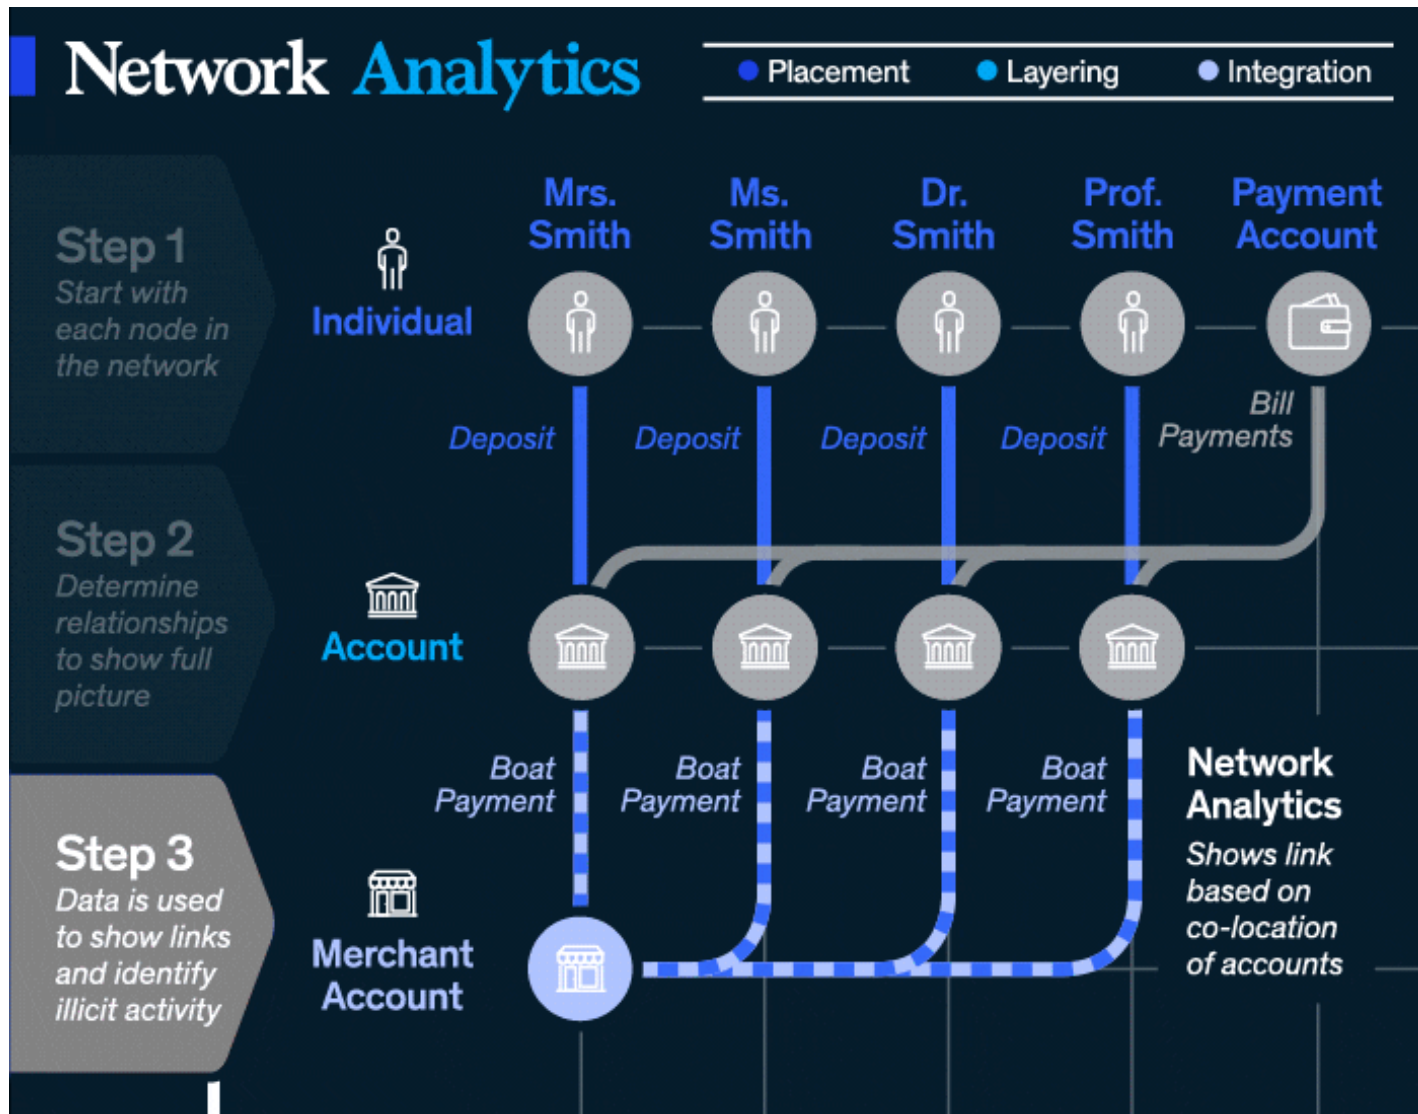 Network Analytics
Placement
Layering
Integration
Step 1
Start with
each node in
the network
Individual
Mrs.
Smith
Ms.
Smith
Dr.
Smith
Prof.
Smith
Payment
Account
Deposit
Deposit
Deposit
Deposit
Bill
Payments
Step 2
Determine
relationships
to show full
picture
Account
Boat
Payment
Boat
Payment
Boat
Payment
Boat
Payment
Network
Analytics
Shows link
based on
co-location
of accounts
Step 3
Data is used
to show links
and identify
illicit activity
Merchant
Account